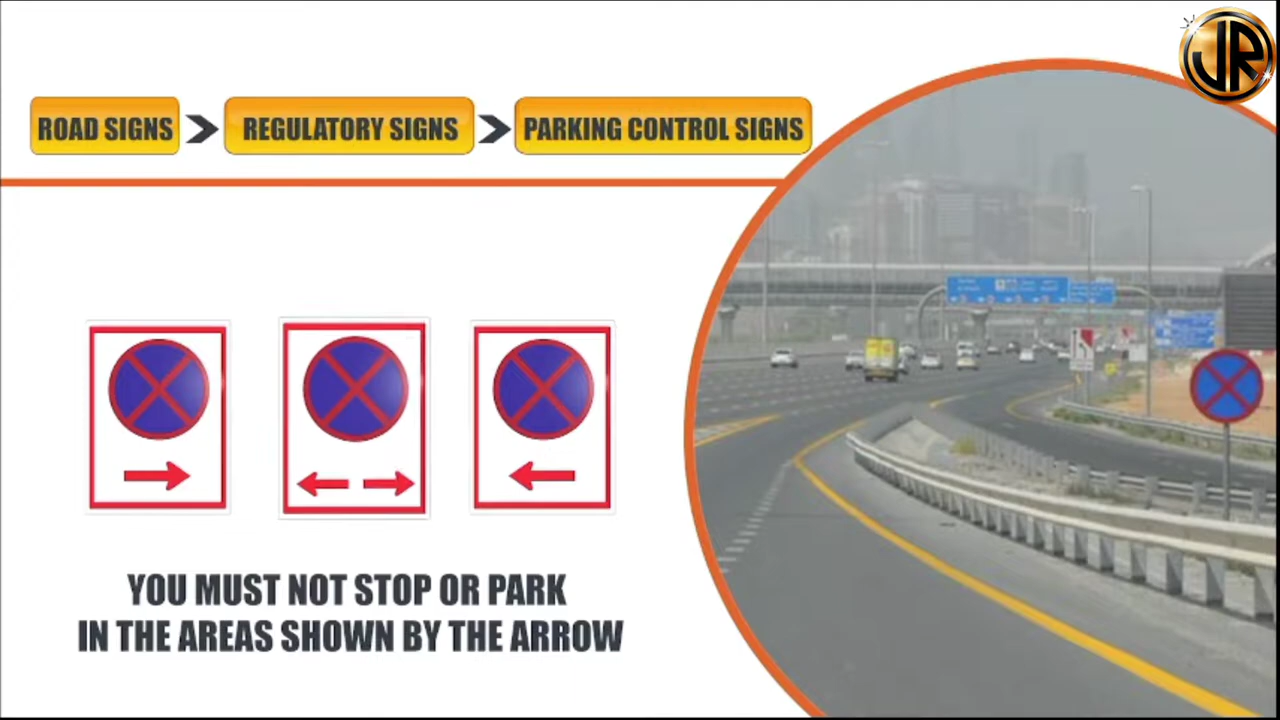 JR
ROAD SIGNS
REGULATORY SIGNS
PARKING CONTROL SIGNS
YOU MUST NOT STOP OR PARK
IN THE AREAS SHOWN BY THE ARROW